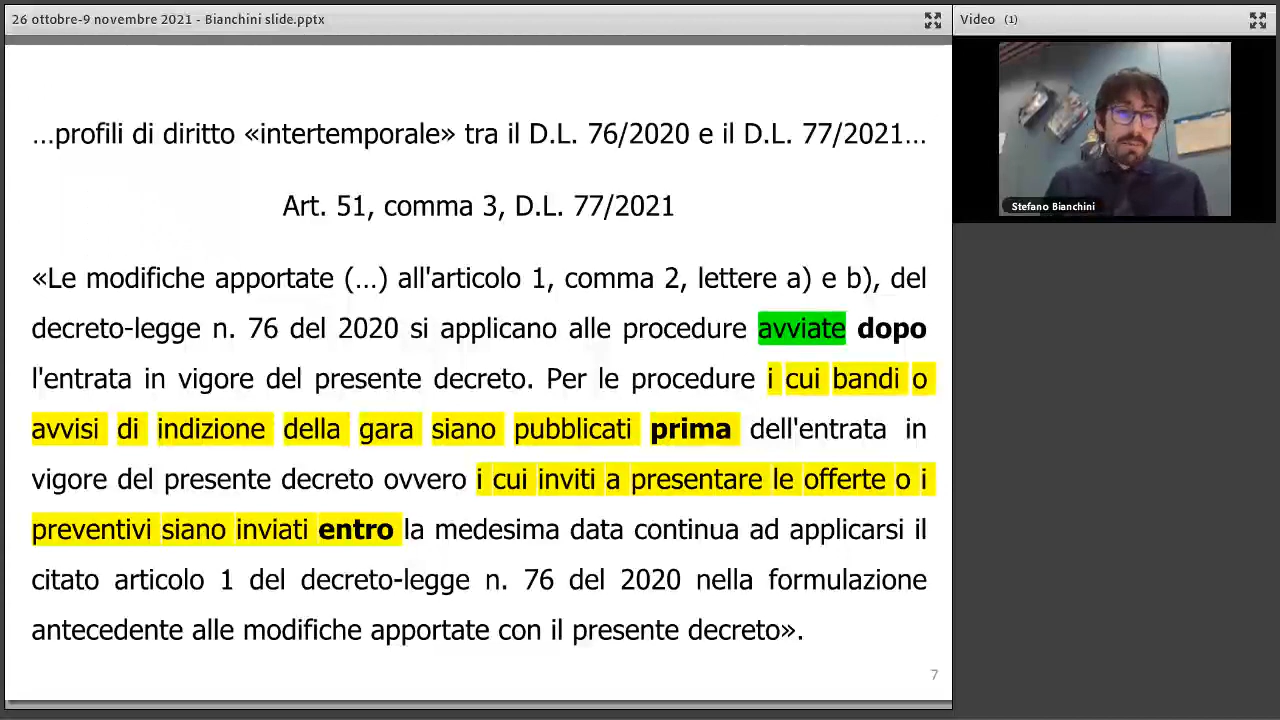 26 ottobre-9 novembre 2021 - Bianchini slide.pptx
Video (1)
...profili di diritto «intertemporale» tra il D.L. 76/2020 e il D.L. 77/2021...
Art. 51, comma 3, D.L. 77/2021
«Le modifiche apportate (...) all'articolo 1, comma 2, lettere a) e b), del
decreto-legge n. 76 del 2020 si applicano alle procedure avviate dopo
l'entrata in vigore del presente decreto. Per le procedure i cui bandi o
avvisi di indizione della gara siano pubblicati prima dell'entrata in
vigore del presente decreto ovvero i cui inviti a presentare le offerte o i
preventivi siano inviati entro la medesima data continua ad applicarsi il
citato articolo 1 del decreto-legge n. 76 del 2020 nella formulazione
antecedente alle modifiche apportate con il presente decreto».
7
Stefano Bianchini